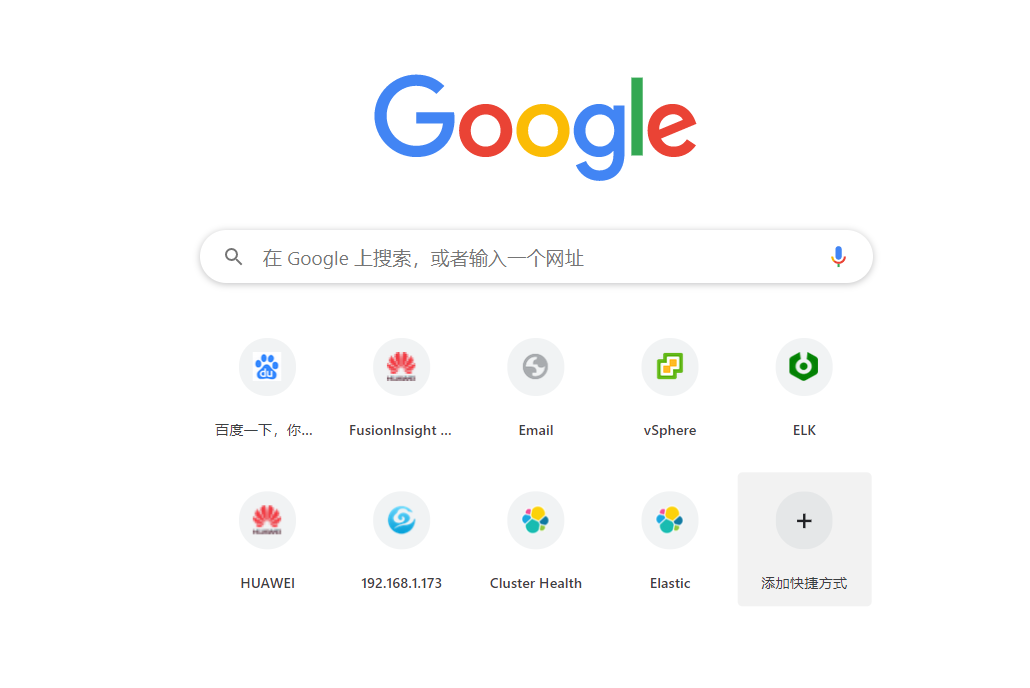 Google
在 Google 上搜索，或者输入一个网址
du
HUAWEI
百度一下，你...
FusionInsight ...
Email
vSphere
ELK
HUAWEI
HUAWEI
192.168.1.173
Cluster Health
Elastic
添加快捷方式